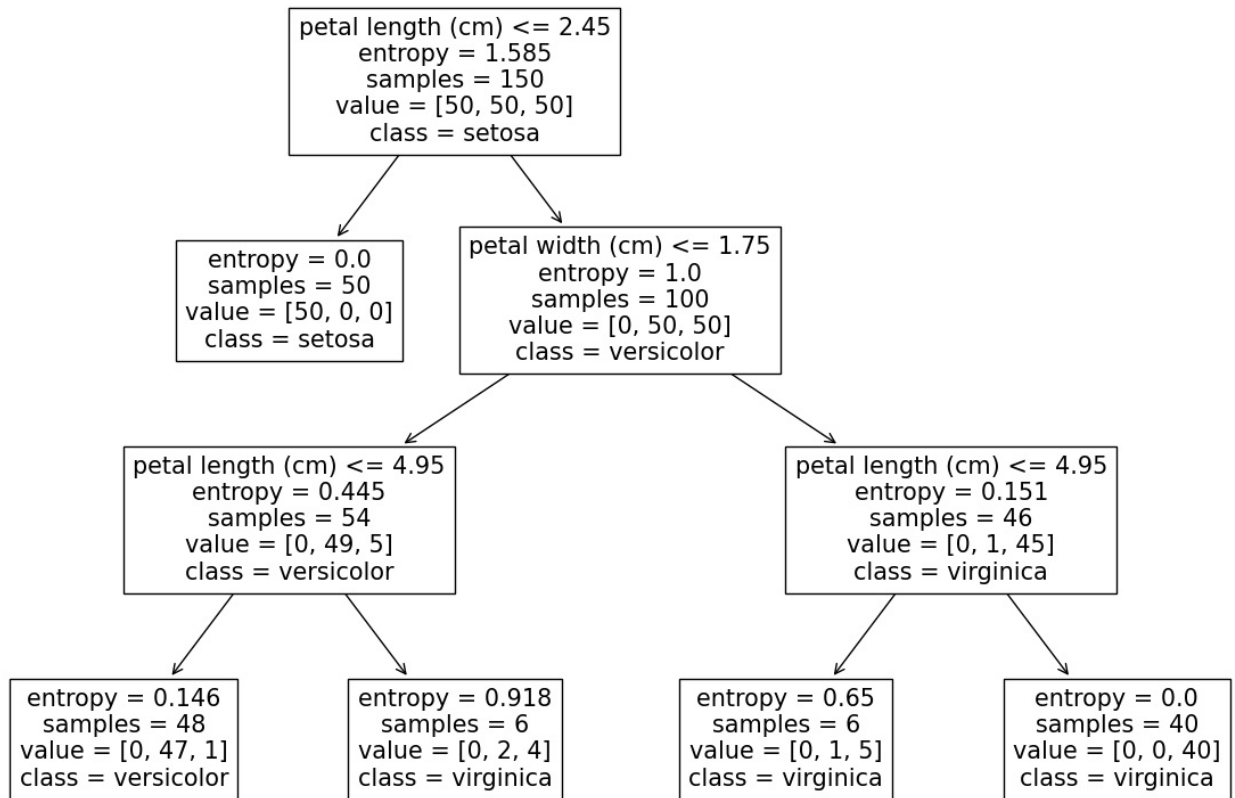 petal length (cm) <= 2.45
entropy = 1.585
samples = 150
value = [50, 50, 50]
class = setosa
entropy = 0.0
samples = 50
value = [50, 0, 0]
class = setosa
petal width (cm) <= 1.75
entropy = 1.0
samples = 100
value = [0, 50, 50]
class = versicolor
petal length (cm) <= 4.95
entropy = 0.445
samples = 54
value = [0, 49, 5]
class = versicolor
petal length (cm) <= 4.95
entropy = 0.151
samples = 46
value = [0, 1, 45]
class = virginica
entropy = 0.146
samples = 48
value = [0, 47, 1]
class = versicolor
entropy = 0.918
samples = 6
value = [0, 2, 4]
class = virginica
entropy = 0.65
samples = 6
value = [0, 1, 5]
class = virginica
entropy = 0.0
samples = 40
value = [0, 0, 40]
class = virginica